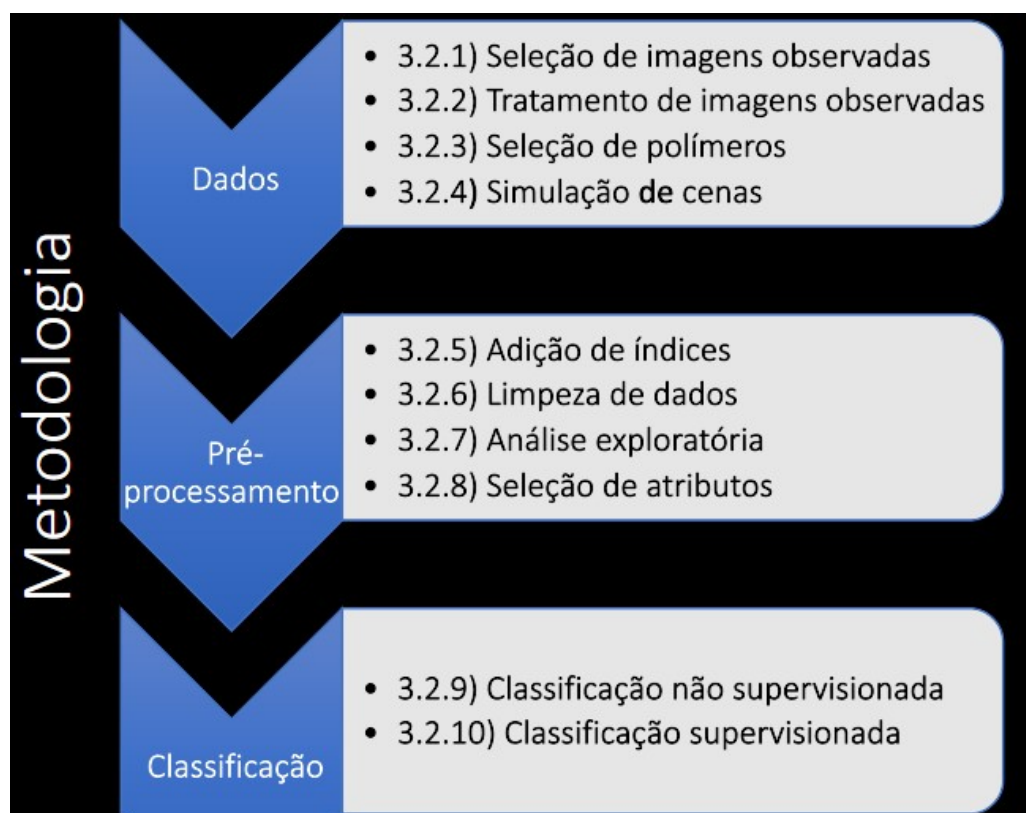 Metodologia
Dados
• 3.2.1) Seleção de imagens observadas
• 3.2.2) Tratamento de imagens observadas
• 3.2.3) Seleção de polímeros
• 3.2.4) Simulação de cenas
Pré-
processamento
• 3.2.5) Adição de índices
• 3.2.6) Limpeza de dados
• 3.2.7) Análise exploratória
• 3.2.8) Seleção de atributos
Classificação
• 3.2.9) Classificação não supervisionada
• 3.2.10) Classificação supervisionada